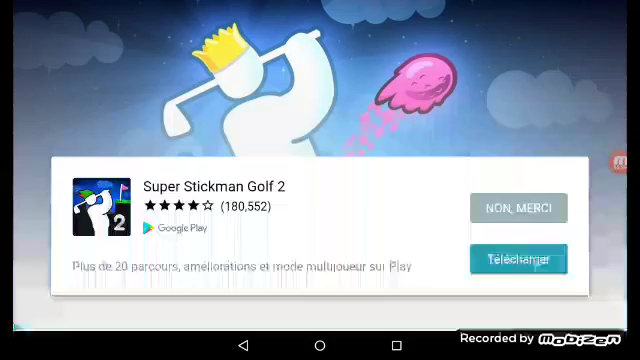 Super Stickman Golf 2
(180,552)
NON, MERCI
2
Google Play
Plus de 20 parcours, améliorations et mode multijoueur sur Play
Télécharger
Recorded by mobizen